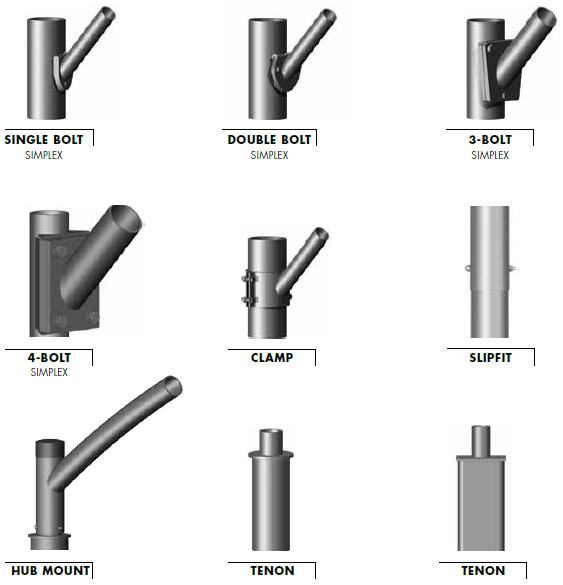 SINGLE BOLT
SIMPLEX
DOUBLE BOLT
SIMPLEX
3-BOLT
SIMPLEX
4-BOLT
SIMPLEX
CLAMP
SLIPFIT
HUB MOUNT
TENON
TENON